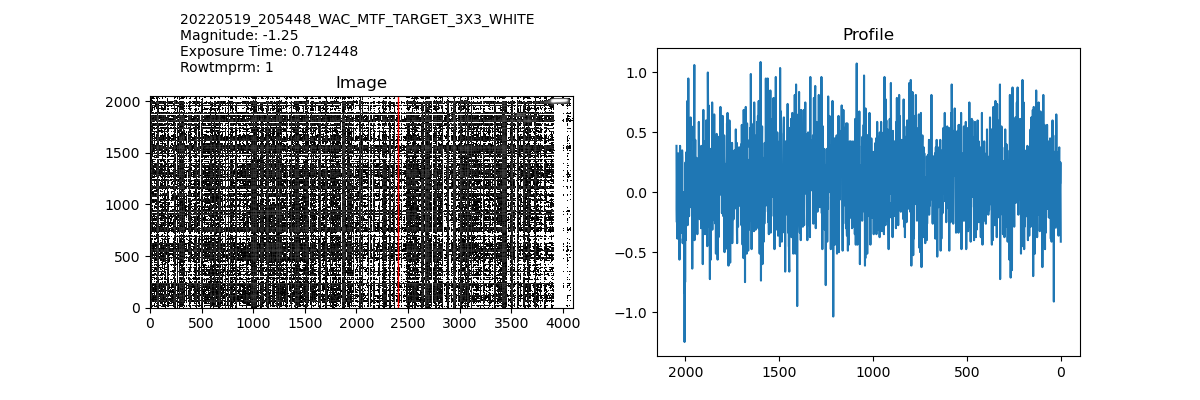 20220519_205448_WAC_MTF_TARGET_3X3_WHITE
Magnitude: -1.25
Exposure Time: 0.712448
Rowtmprm: 1
Image
2000
1500
1000
500
0
0 500 1000 1500 2000 2500 3000 3500 4000
Profile
1.0
0.5
0.0
−0.5
−1.0
2000 1500 1000 500 0